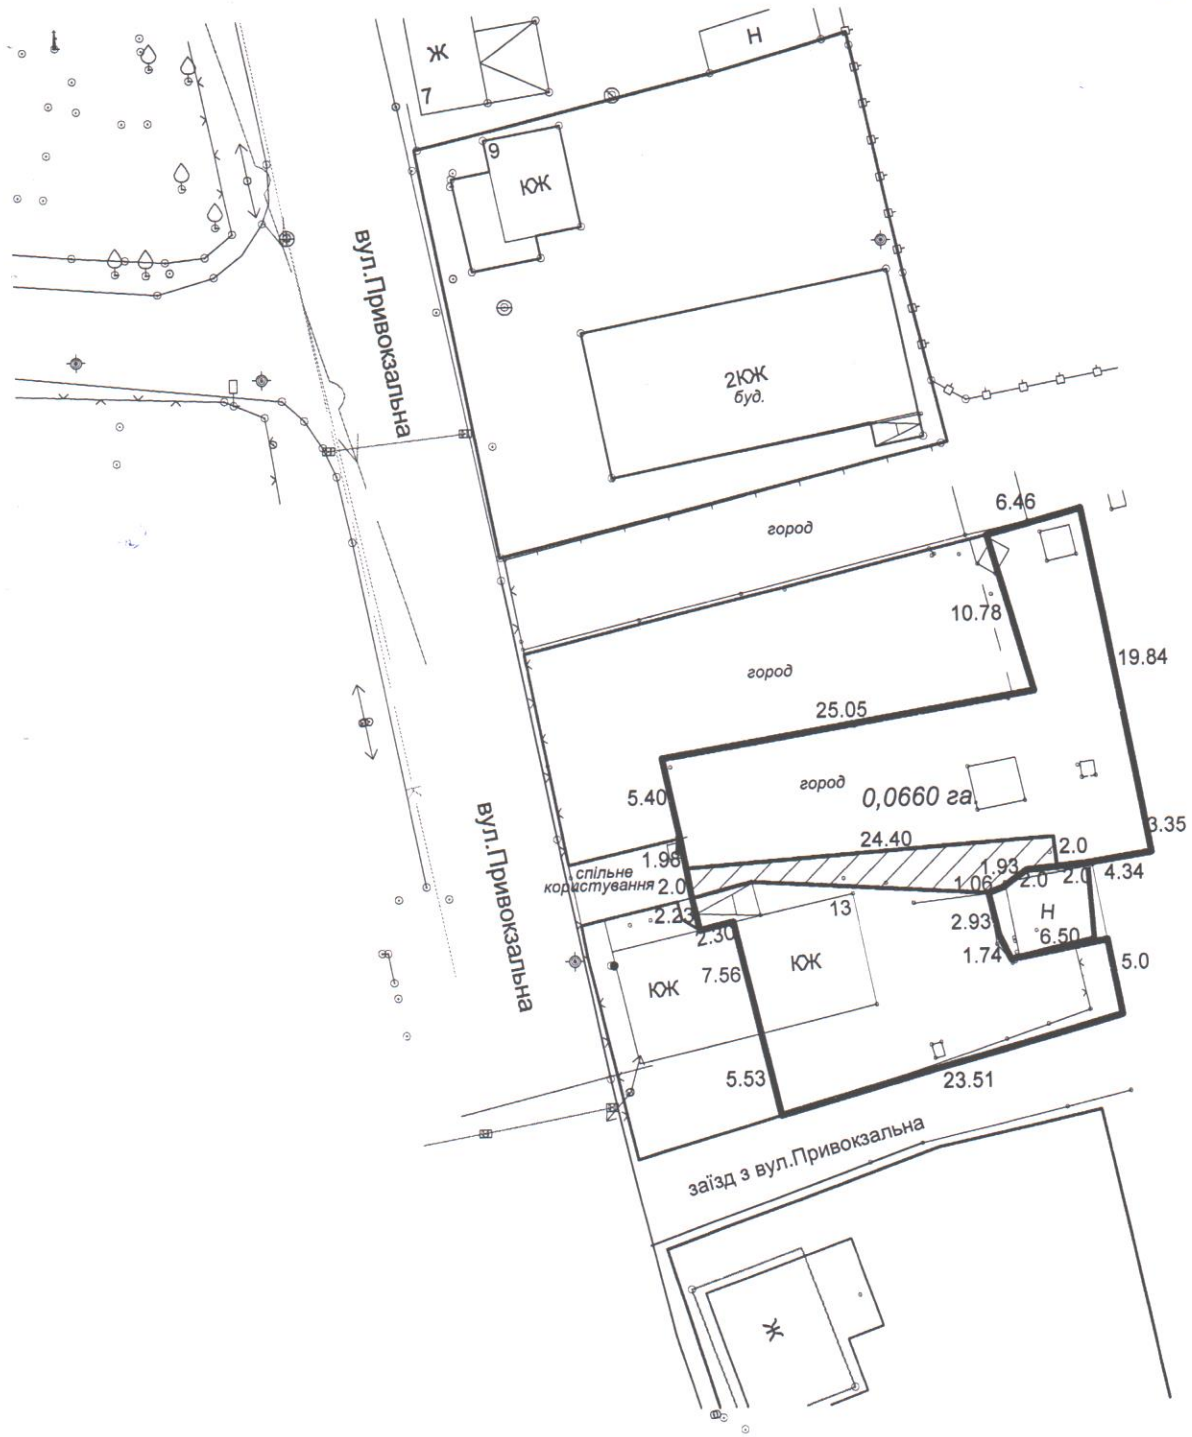 Ж
7
Н
9
КЖ
вул.Привокзальна
2КЖ
буд.
город
6.46
10.78
город
19.84
25.05
5.40
город
0,0660 га
24.40
3.35
2.0
1.98
спільне
користування
2.0
1.93
1.06
2.0
2.0
4.34
2.23
13
2.93
Н
6.50
2.30
1.74
5.0
7.56
КЖ
КЖ
вул.Привокзальна
5.53
23.51
заїзд з вул.Привокзальна
Ж